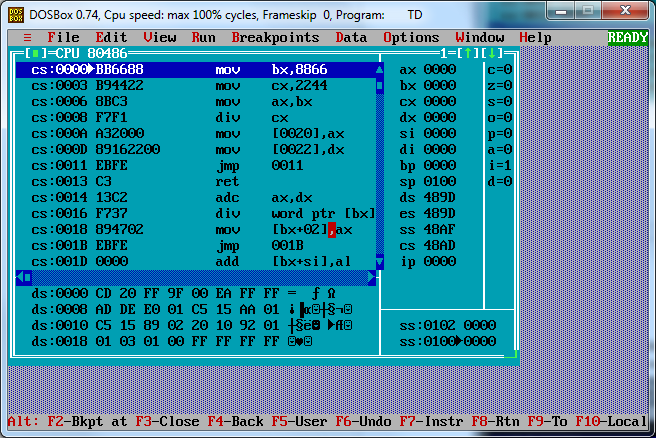 DOSBox 0.74, Cpu speed: max 100% cycles, Frameskip 0, Program: TD
≡ File Edit View Run Breakpoints Data Options Window Help READY
[■]=CPU 80486 1=[↑][↓]
cs:0000►BB6688 mov bx,8866 ax 0000 c=0
cs:0003 B94422 mov cx,2244 bx 0000 z=0
cs:0006 8BC3 mov ax,bx cx 0000 s=0
cs:0008 F7F1 div cx dx 0000 o=0
cs:000A A32000 mov [0020],ax si 0000 p=0
cs:000D 89162200 mov [0022],dx di 0000 a=0
cs:0011 EBFE jmp 0011 bp 0000 i=1
cs:0013 C3 ret sp 0100 d=0
cs:0014 13C2 adc ax,dx ds 489D
cs:0016 F737 div word ptr [bx] es 489D
cs:0018 894702 mov [bx+02],ax ss 48AF
cs:001B EBFE jmp 001B cs 48AD
cs:001D 0000 add [bx+si],al ip 0000
ds:0000 CD 20 FF 9F 00 EA FF FF = ƒ Ω
ds:0008 AD DE E0 01 C5 15 AA 01
ds:0010 C5 15 89 02 20 10 92 01 ss:0102 0000
ds:0018 01 03 01 00 FF FF FF FF ss:0100►0000
Alt: F2-Bkpt at F3-Close F4-Back F5-User F6-Undo F7-Instr F8-Rtn F9-To F10-Local